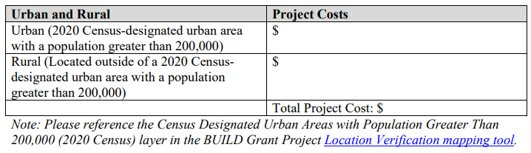 Urban and Rural Project Costs
Urban (2020 Census-designated urban area $
with a population greater than 200,000)
Rural (Located outside of a 2020 Census- $
designated urban area with a population
greater than 200,000)
Total Project Cost: $
Note: Please reference the Census Designated Urban Areas with Population Greater Than
200,000 (2020 Census) layer in the BUILD Grant Project Location Verification mapping tool.